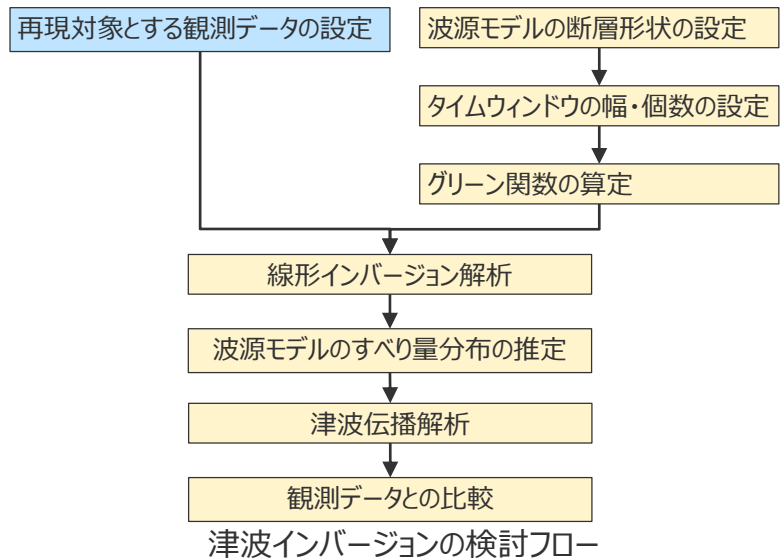 再現対象とする観測データの設定
波源モデルの断層形状の設定
タイムウィンドウの幅・個数の設定
グリーン関数の算定
線形インバージョン解析
波源モデルのすべり量分布の推定
津波伝播解析
観測データとの比較
津波インバージョンの検討フロー